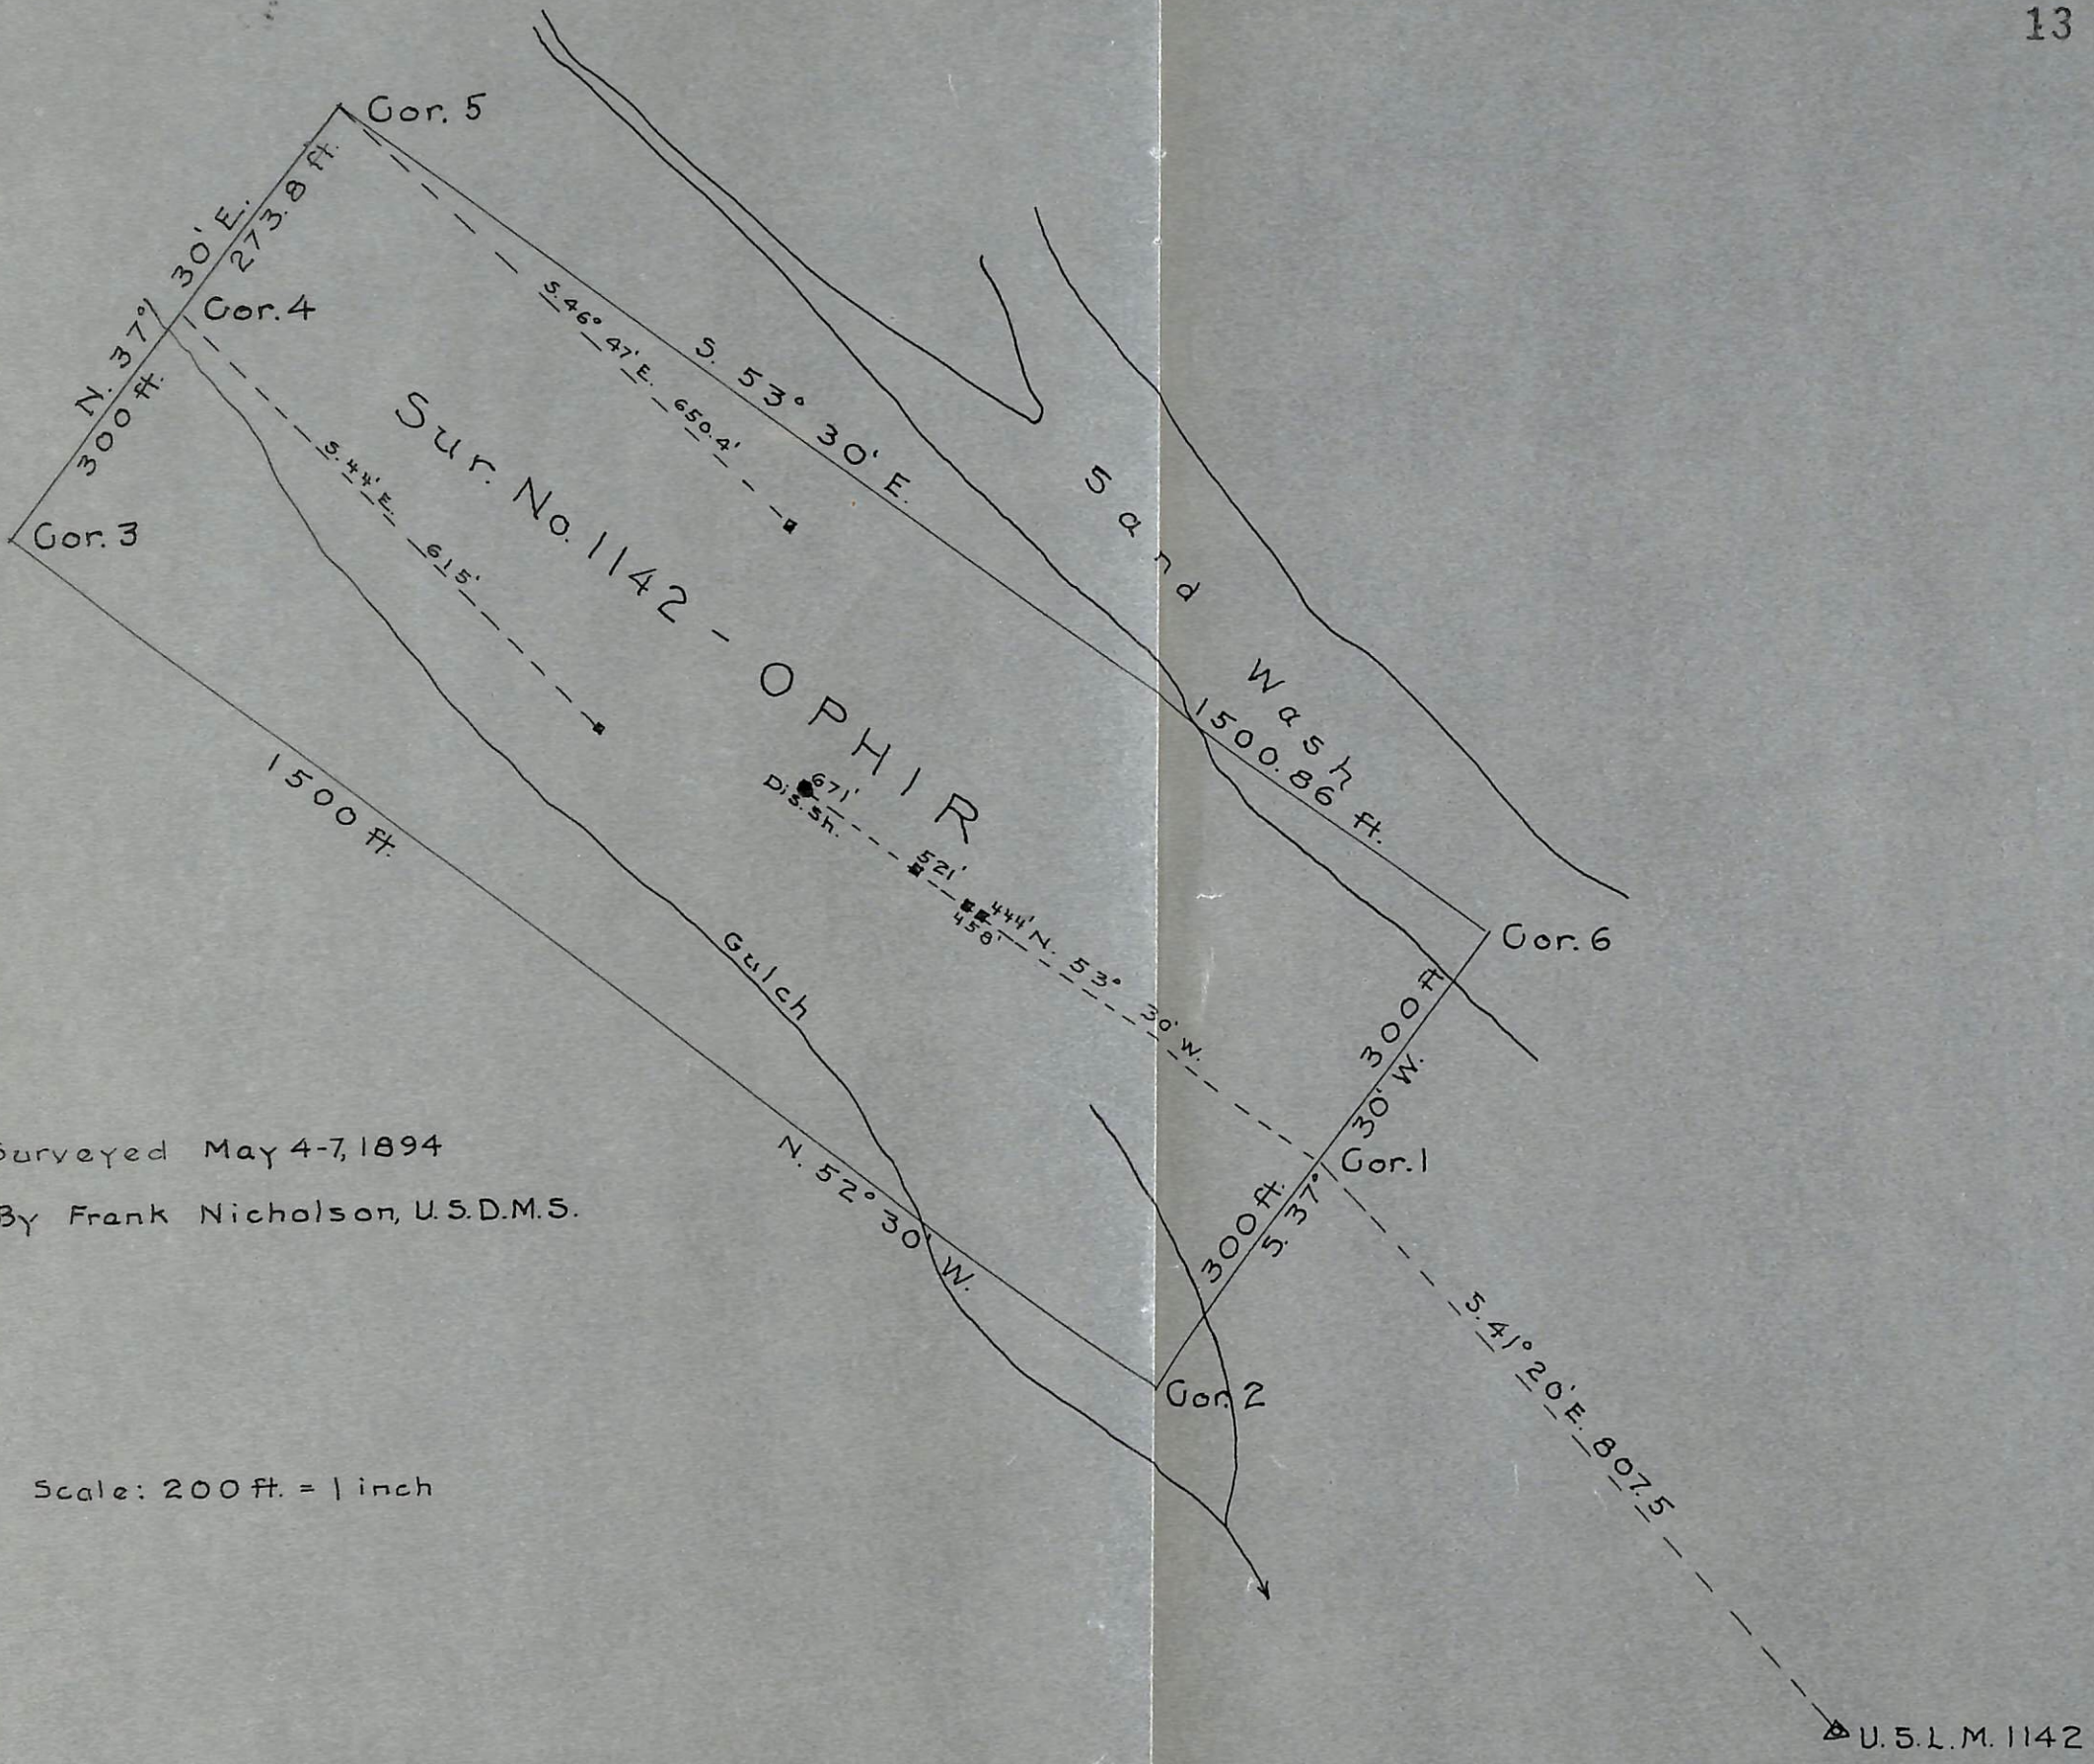 13
Cor. 5
N. 37° 30' E.
273.8 ft.
Cor. 4
300 ft.
Cor. 3
S. 46° 47' E. 650.4'
S. 53° 30' E.
1500.86 ft.
S. 44' E. 615'
Sur. No. 1142 - OPHIR
Sand Wash
671'
Dis. Sh.
521'
444'
458'
N. 53° 30' W.
1500 ft.
N. 52° 30' W.
Gulch
Cor. 6
300 ft.
S. 37° 30' W.
Cor. 1
300 ft.
Cor. 2
S. 41° 20' E. 807.5
U.S.L.M. 1142
Surveyed May 4-7, 1894
By Frank Nicholson, U.S.D.M.S.
Scale: 200 ft. = 1 inch